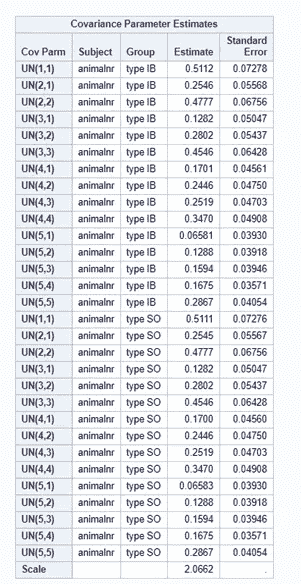 Covariance Parameter Estimates
Cov Parm Subject Group Estimate Standard Error
UN(1,1) animalnr type IB 0.5112 0.07278
UN(2,1) animalnr type IB 0.2546 0.05568
UN(2,2) animalnr type IB 0.4777 0.06756
UN(3,1) animalnr type IB 0.1282 0.05047
UN(3,2) animalnr type IB 0.2802 0.05437
UN(3,3) animalnr type IB 0.4546 0.06428
UN(4,1) animalnr type IB 0.1701 0.04561
UN(4,2) animalnr type IB 0.2446 0.04750
UN(4,3) animalnr type IB 0.2519 0.04703
UN(4,4) animalnr type IB 0.3470 0.04908
UN(5,1) animalnr type IB 0.06581 0.03930
UN(5,2) animalnr type IB 0.1288 0.03918
UN(5,3) animalnr type IB 0.1594 0.03946
UN(5,4) animalnr type IB 0.1675 0.03571
UN(5,5) animalnr type IB 0.2867 0.04054
UN(1,1) animalnr type SO 0.5111 0.07276
UN(2,1) animalnr type SO 0.2545 0.05567
UN(2,2) animalnr type SO 0.4777 0.06756
UN(3,1) animalnr type SO 0.1282 0.05047
UN(3,2) animalnr type SO 0.2802 0.05437
UN(3,3) animalnr type SO 0.4546 0.06428
UN(4,1) animalnr type SO 0.1700 0.04560
UN(4,2) animalnr type SO 0.2446 0.04750
UN(4,3) animalnr type SO 0.2519 0.04703
UN(4,4) animalnr type SO 0.3470 0.04908
UN(5,1) animalnr type SO 0.06583 0.03930
UN(5,2) animalnr type SO 0.1288 0.03918
UN(5,3) animalnr type SO 0.1594 0.03946
UN(5,4) animalnr type SO 0.1675 0.03571
UN(5,5) animalnr type SO 0.2867 0.04054
Scale 2.0662 .